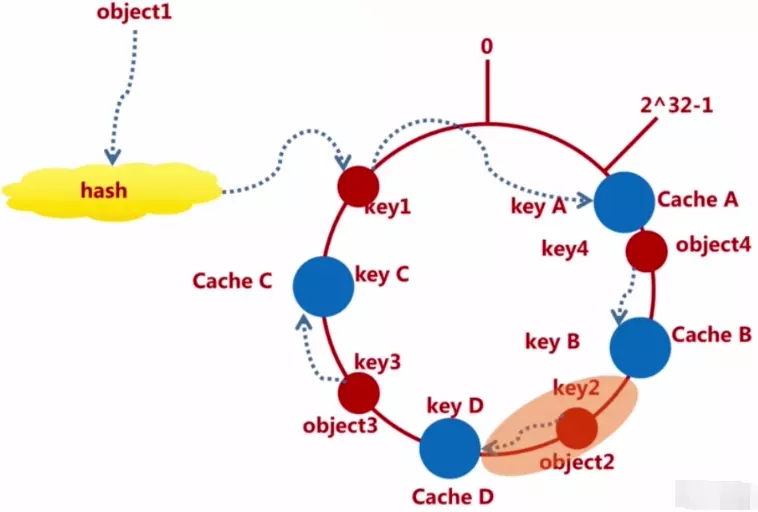 object1
0
2^32-1
hash
key1
key A
Cache A
key4
object4
Cache C
key C
key B
Cache B
key3
key2
object3
key D
object2
Cache D